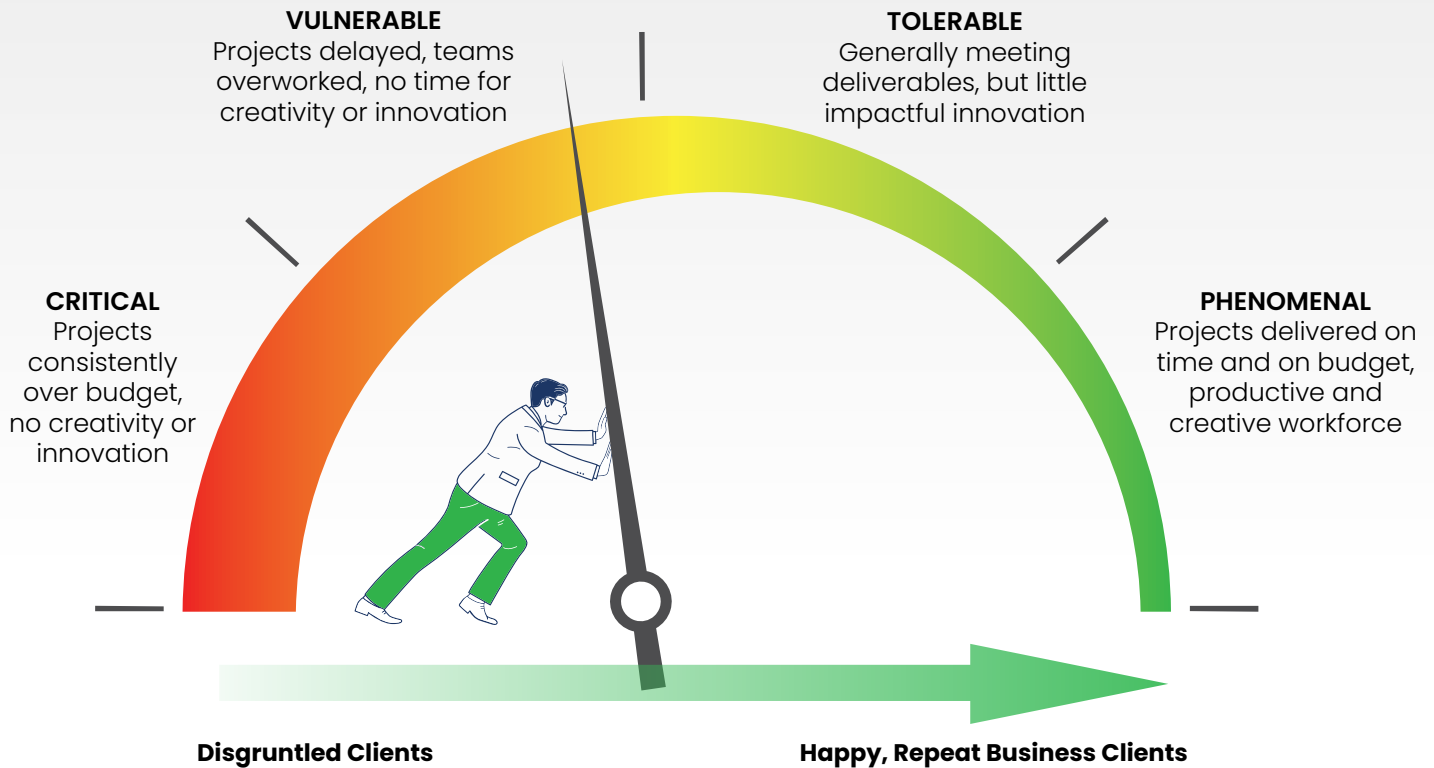 VULNERABLE
Projects delayed, teams
overworked, no time for
creativity or innovation
TOLERABLE
Generally meeting
deliverables, but little
impactful innovation
CRITICAL
Projects
consistently
over budget,
no creativity or
innovation
PHENOMENAL
Projects delivered on
time and on budget,
productive and
creative workforce
Disgruntled Clients
Happy, Repeat Business Clients